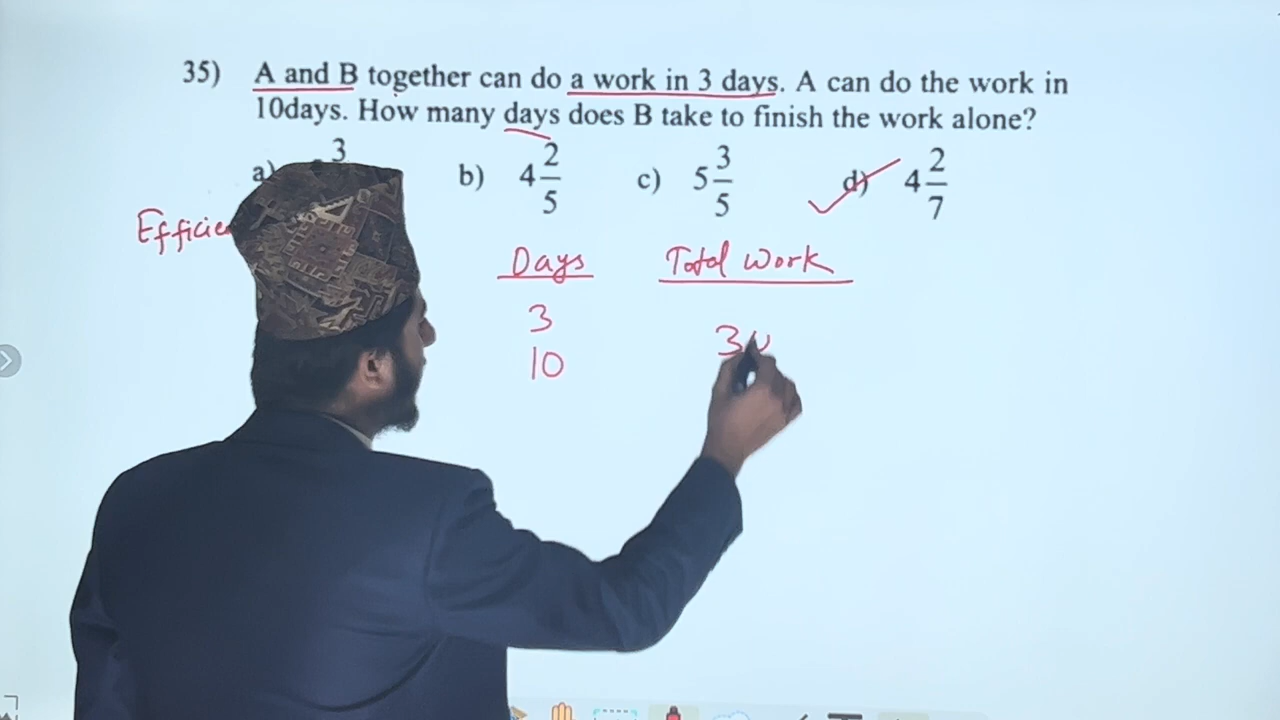 35) A and B together can do a work in 3 days. A can do the work in
10days. How many days does B take to finish the work alone?
a) 3 b) 4 2/5 c) 5 3/5 d) 4 2/7
Days Total Work
3
10